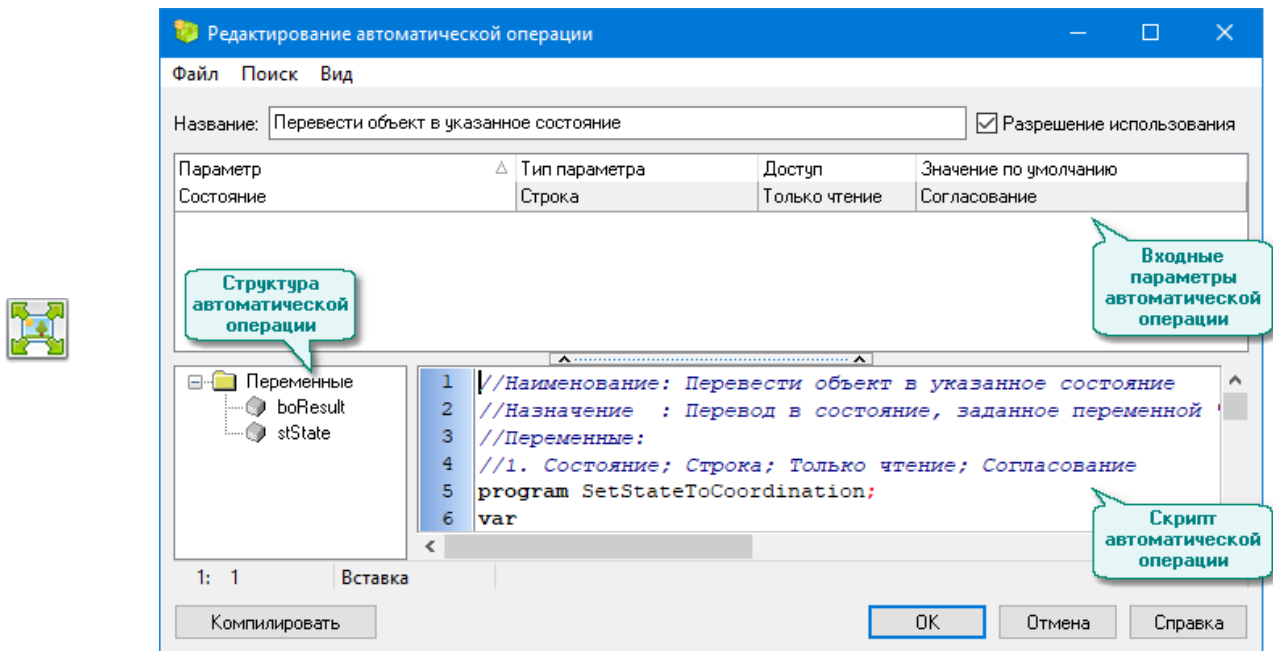 Редактирование автоматической операции
Файл Поиск Вид
Название: Перевести объект в указанное состояние Разрешение использования
Параметр Тип параметра Доступ Значение по умолчанию
Состояние Строка Только чтение Согласование
Входные
параметры
автоматической
операции
Структура
автоматической
операции
Переменные
boResult
stState
1 //Наименование: Перевести объект в указанное состояние
2 //Назначение : Перевод в состояние, заданное переменной '
3 //Переменные:
4 //1. Состояние; Строка; Только чтение; Согласование
5 program SetStateToCoordination;
6 var
Скрипт
автоматической
операции
1: 1 Вставка
Компилировать OK Отмена Справка